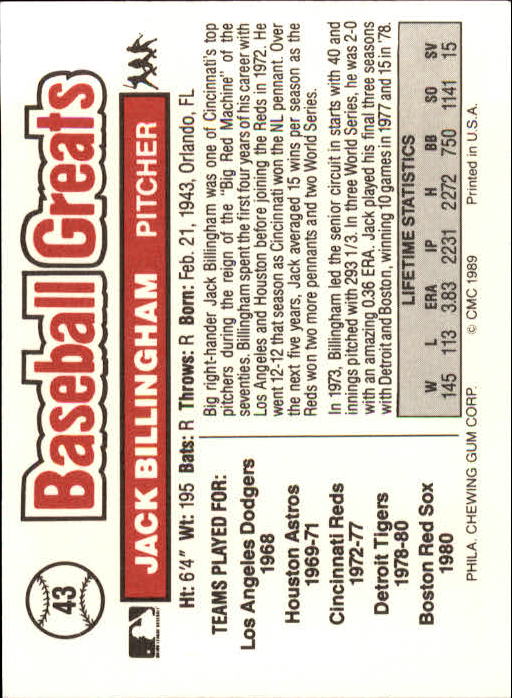 43
Baseball Greats
MAJOR LEAGUE BASEBALL
JACK BILLINGHAM PITCHER
Ht: 6'4" Wt: 195 Bats: R Throws: R Born: Feb. 21, 1943, Orlando, FL
TEAMS PLAYED FOR:
Los Angeles Dodgers
1968
Houston Astros
1969-71
Cincinnati Reds
1972-77
Detroit Tigers
1978-80
Boston Red Sox
1980
Big right-hander Jack Billingham was one of Cincinnati's top
pitchers during the reign of the "Big Red Machine" of the
seventies. Billingham spent the first four years of his career with
Los Angeles and Houston before joining the Reds in 1972. He
went 12-12 that season as Cincinnati won the NL pennant. Over
the next five years, Jack averaged 15 wins per season as the
Reds won two more pennants and two World Series.
In 1973, Billingham led the senior circuit in starts with 40 and
innings pitched with 293 1/3. In three World Series, he was 2-0
with an amazing 0.36 ERA. Jack played his final three seasons
with Detroit and Boston, winning 10 games in 1977 and 15 in '78.
LIFETIME STATISTICS
W L ERA IP H BB SO SV
145 113 3.83 2231 2272 750 1141 15
PHILA. CHEWING GUM CORP. © CMC 1989 Printed in U.S.A.